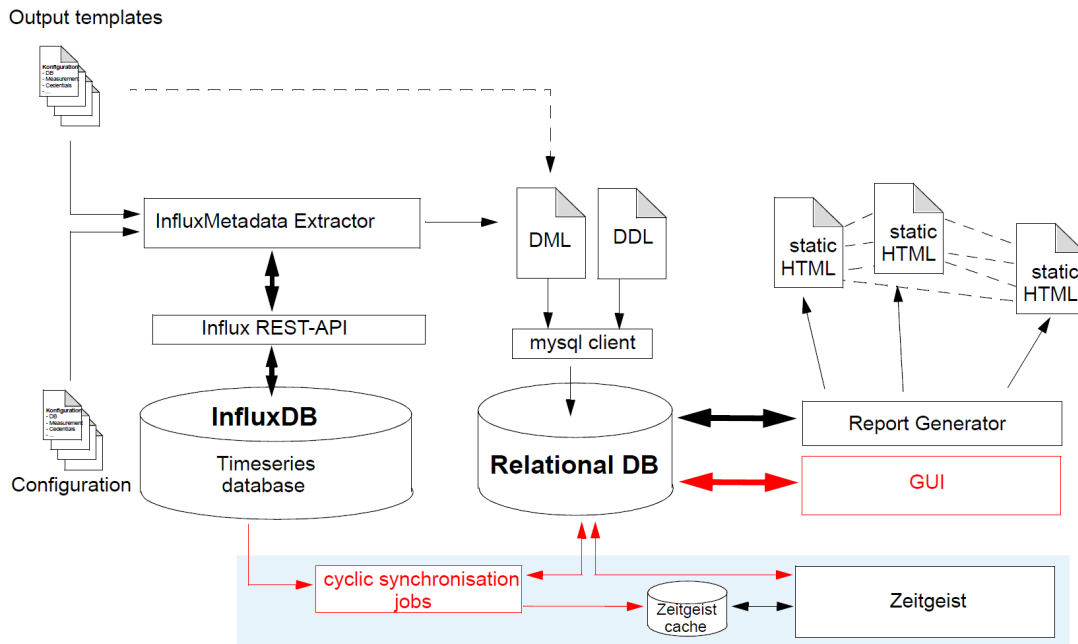 Output templates
Konfiguration
- DB
- Measurement
- Cedentials
- ...
InfluxMetadata Extractor
DML
DDL
static
HTML
static
HTML
static
HTML
Influx REST-API
mysql client
Konfiguration
- DB
- Measurement
- Credentials
- ...
Configuration
InfluxDB
Timeseries
database
Relational DB
Report Generator
GUI
cyclic synchronisation
jobs
Zeitgeist
cache
Zeitgeist